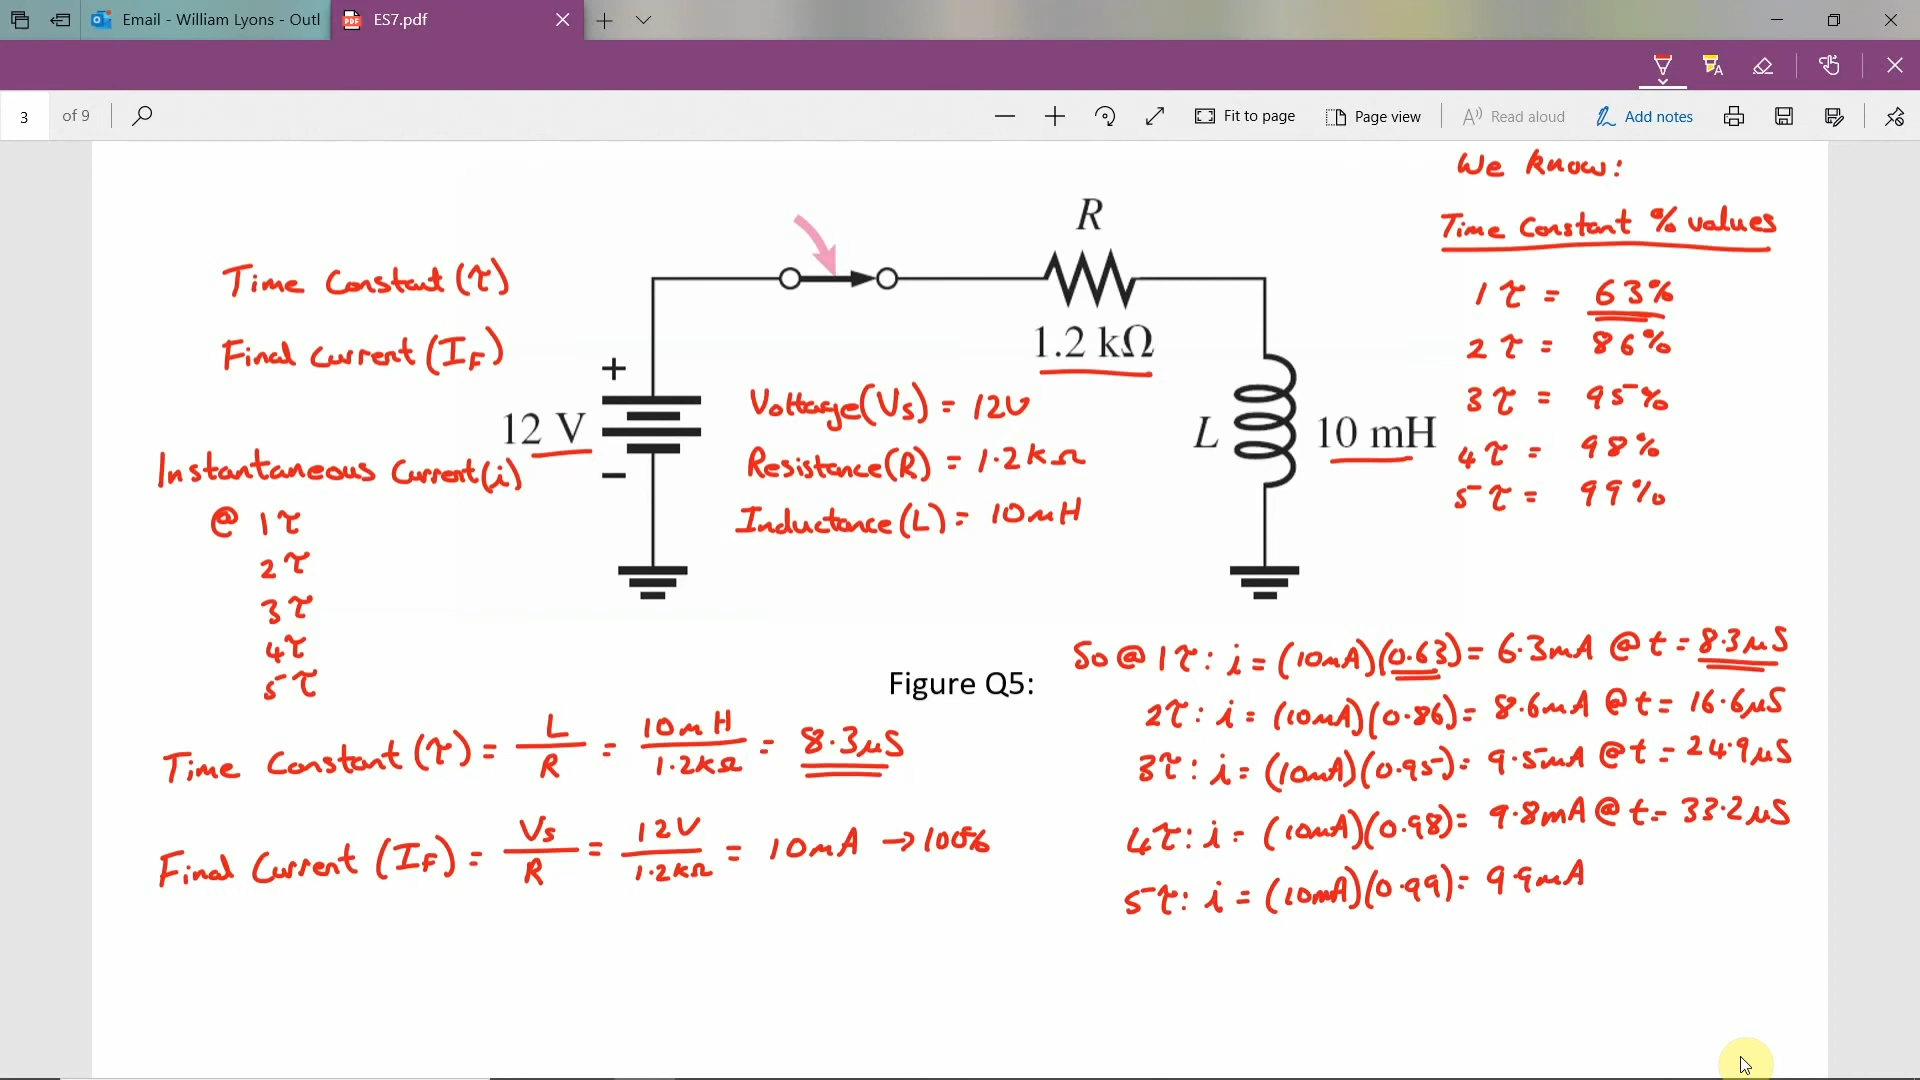 Email - William Lyons - Outl
ES7.pdf
3 of 9
Fit to page
Page view
Read aloud
Add notes
We know:
Time Constant % values
1τ = 63%
2τ = 86%
3τ = 95%
4τ = 98%
5τ = 99%
Time Constant (τ)
Final Current (IF)
Instantaneous Current (i)
@ 1τ
2τ
3τ
4τ
5τ
R
1.2 kΩ
+
12 V
−
L
10 mH
Voltage (Vs) = 12V
Resistance (R) = 1.2kΩ
Inductance (L) = 10mH
Figure Q5:
Time Constant (τ) = L/R = 10mH/1.2kΩ = 8.3μS
Final Current (IF) = Vs/R = 12V/1.2kΩ = 10mA → 100%
So @ 1τ: i = (10mA)(0.63) = 6.3mA @ t = 8.3μS
2τ: i = (10mA)(0.86) = 8.6mA @ t = 16.6μS
3τ: i = (10mA)(0.95) = 9.5mA @ t = 24.9μS
4τ: i = (10mA)(0.98) = 9.8mA @ t = 33.2μS
5τ: i = (10mA)(0.99) = 9.9mA